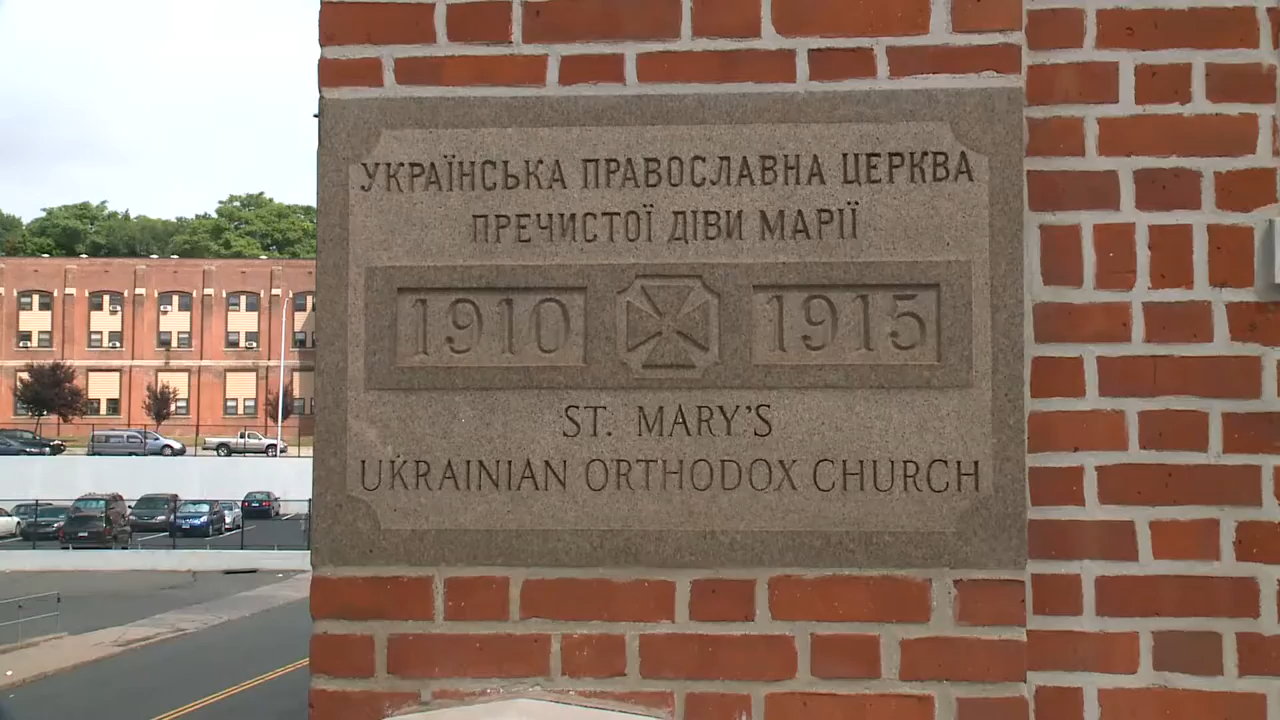 УКРАЇНСЬКА ПРАВОСЛАВНА ЦЕРКВА
ПРЕЧИСТОЇ ДІВИ МАРІЇ
1910 1915
ST. MARY'S
UKRAINIAN ORTHODOX CHURCH